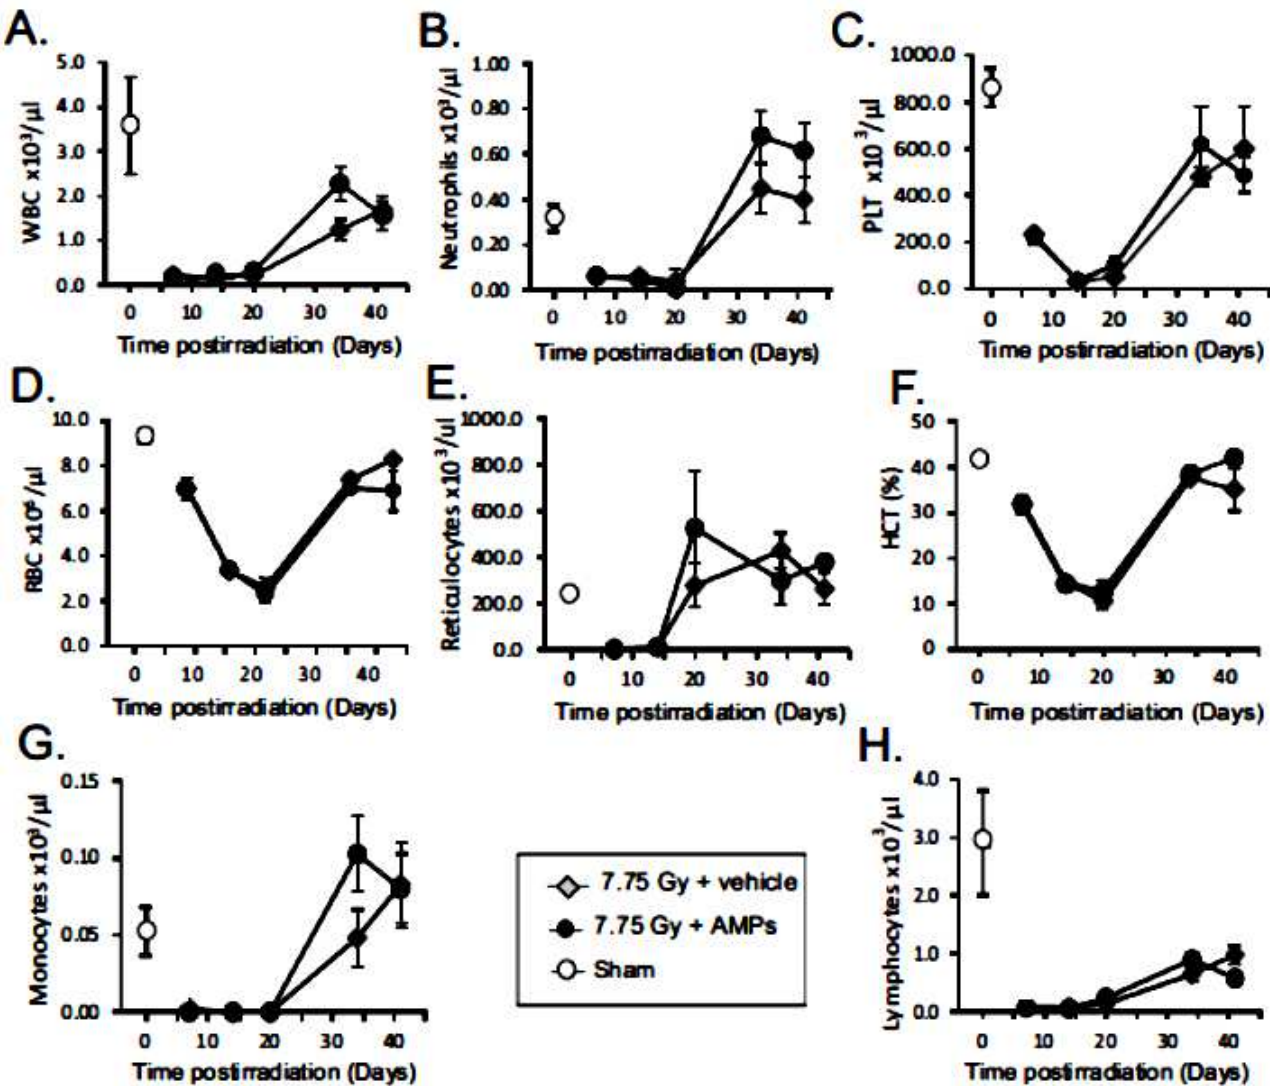 A.
WBC x10³/µl
5.0
4.0
3.0
2.0
1.0
0.0
0 10 20 30 40
Time postirradiation (Days)
B.
Neutrophils x10³/µl
1.00
0.80
0.60
0.40
0.20
0.00
0 10 20 30 40
Time postirradiation (Days)
C.
PLT x10³/µl
1000.0
800.0
600.0
400.0
200.0
0.0
0 10 20 30 40
Time postirradiation (Days)
D.
RBC x10⁶/µl
10.0
8.0
6.0
4.0
2.0
0.0
0 10 20 30 40
Time postirradiation (Days)
E.
Reticulocytes x10³/ul
1000.0
800.0
600.0
400.0
200.0
0.0
0 10 20 30 40
Time postirradiation (Days)
F.
HCT (%)
50
40
30
20
10
0
0 10 20 30 40
Time postirradiation (Days)
G.
Monocytes x10³/µl
0.15
0.10
0.05
0.00
0 10 20 30 40
Time postirradiation (Days)
7.75 Gy + vehicle
7.75 Gy + AMPs
Sham
H.
Lymphocytes x10³/µl
4.0
3.0
2.0
1.0
0.0
0 10 20 30 40
Time postirradiation (Days)